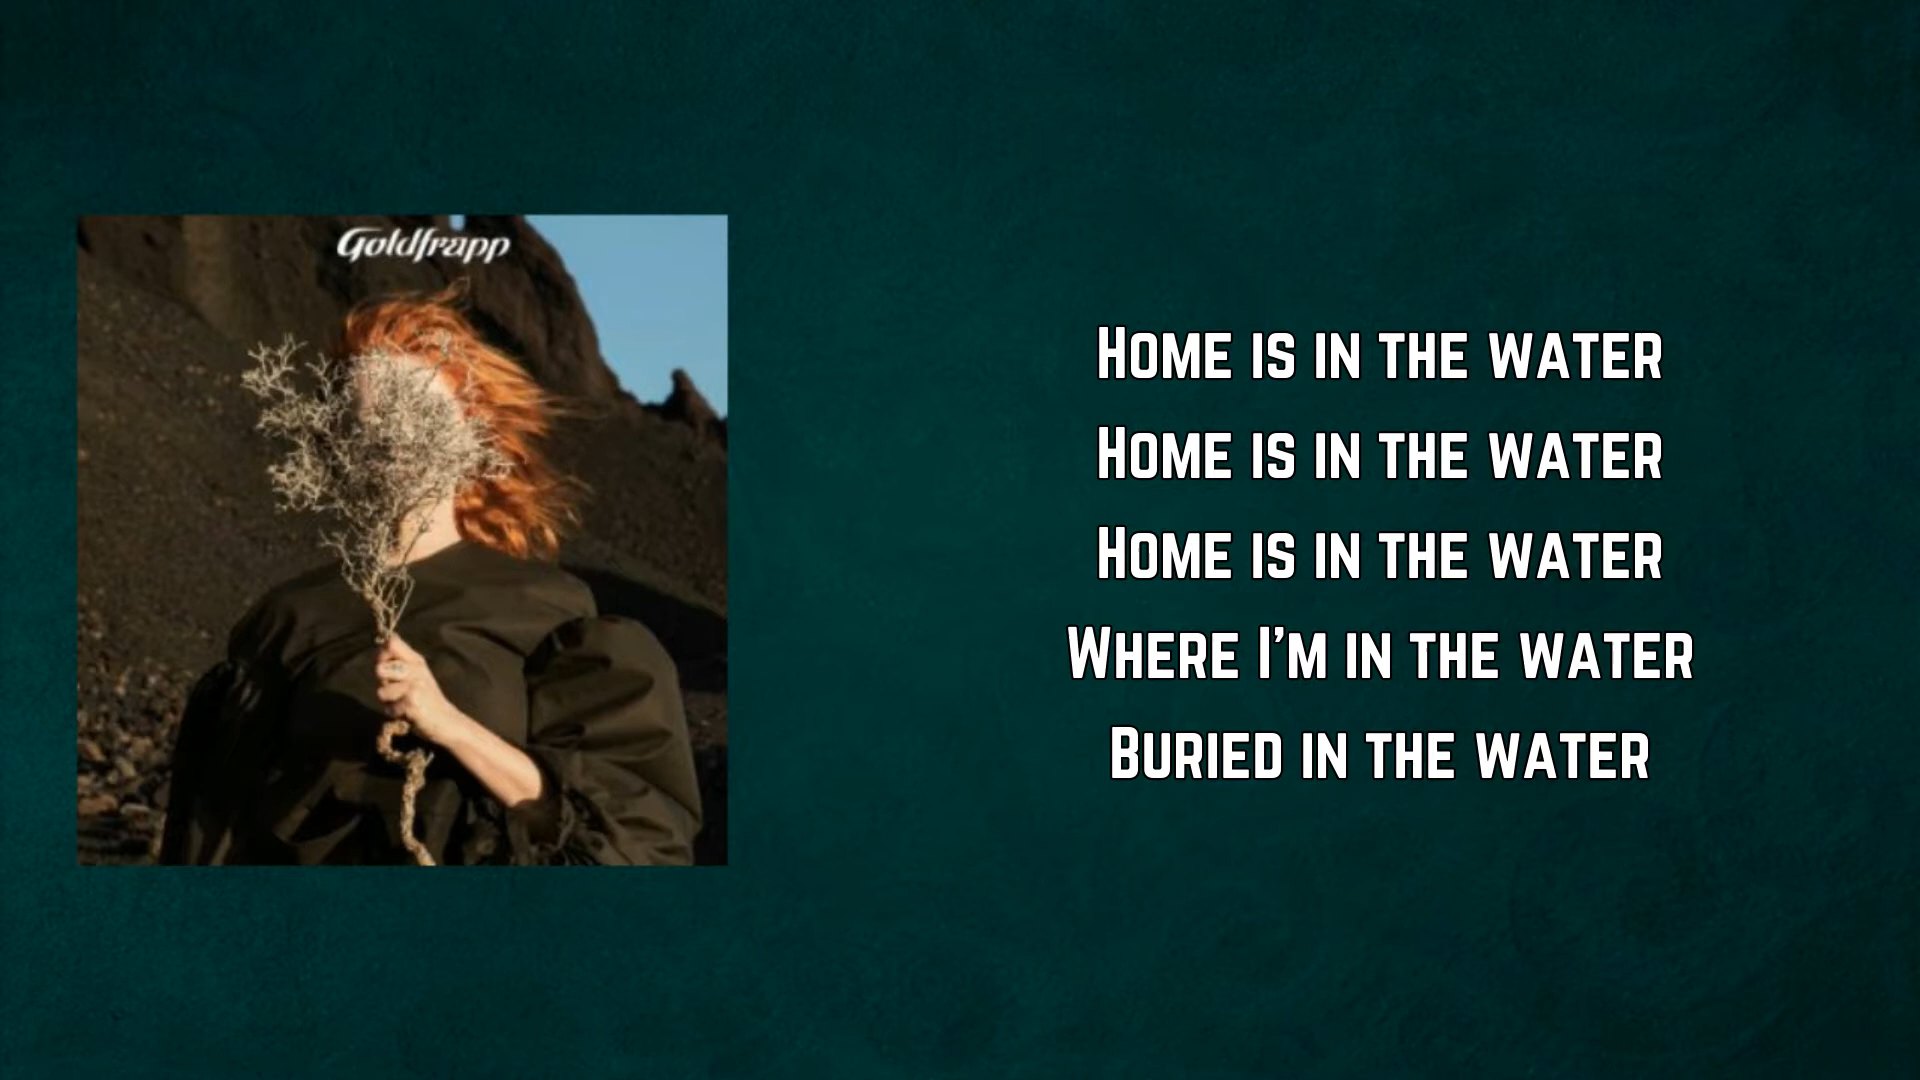 Goldfrapp
Home is in the water
Home is in the water
Home is in the water
Where I'm in the water
Buried in the water